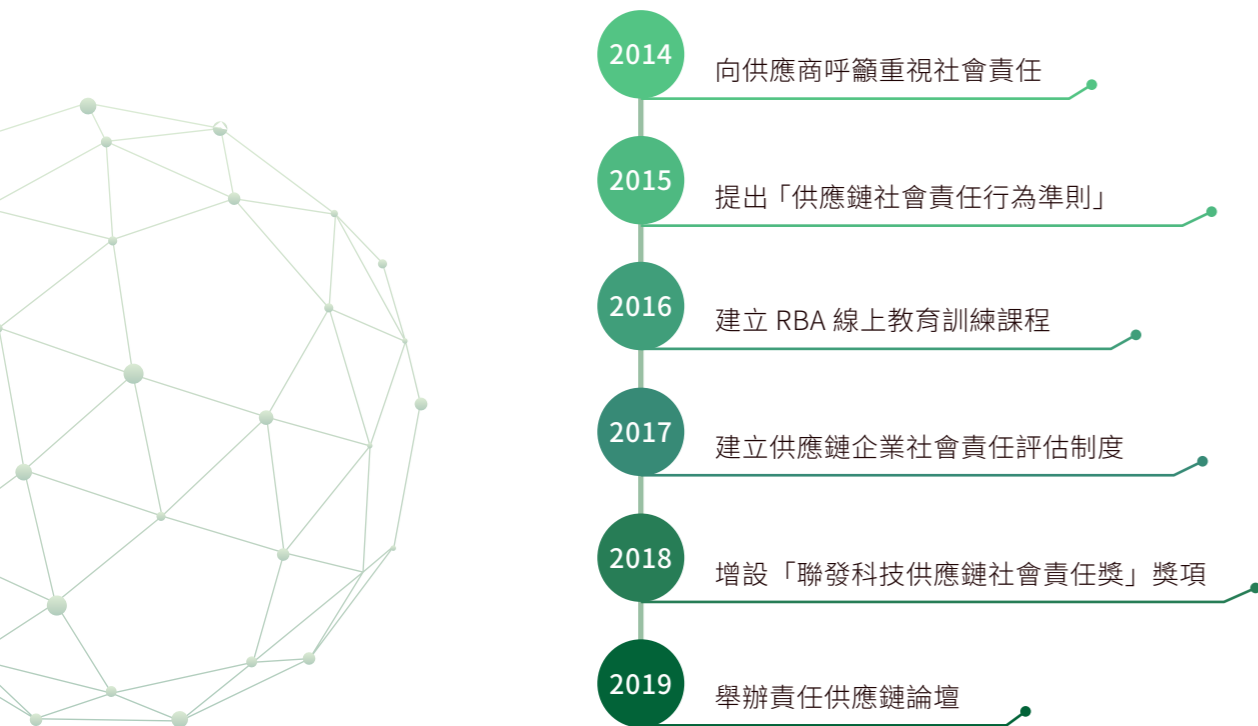 2014
向供應商呼籲重視社會責任
2015
提出「供應鏈社會責任行為準則」
2016
建立 RBA 線上教育訓練課程
2017
建立供應鏈企業社會責任評估制度
2018
增設「聯發科技供應鏈社會責任獎」獎項
2019
舉辦責任供應鏈論壇